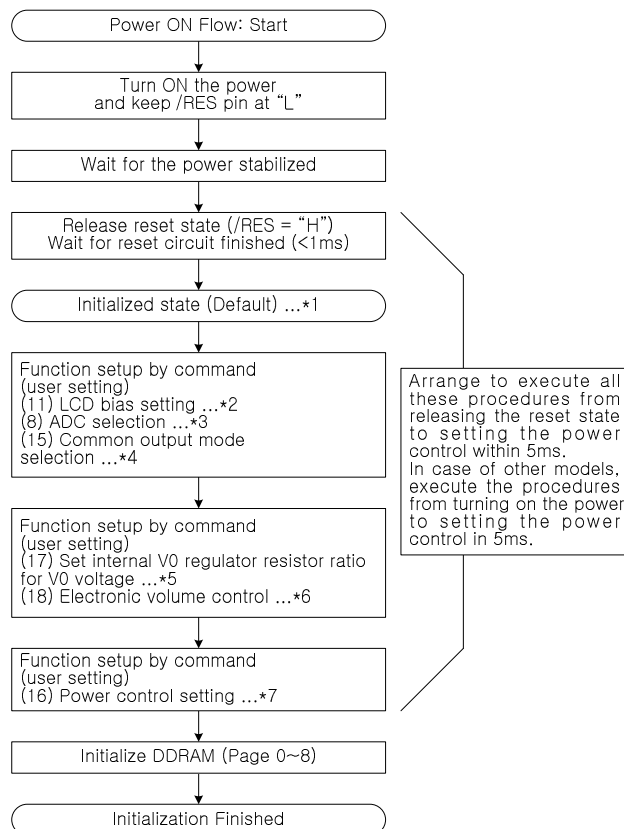 Power ON Flow: Start
Turn ON the power
and keep /RES pin at “L”
Wait for the power stabilized
Release reset state (/RES = “H”)
Wait for reset circuit finished (<1ms)
Initialized state (Default) ...*1
Function setup by command
(user setting)
(11) LCD bias setting ...*2
(8) ADC selection ...*3
(15) Common output mode
selection ...*4
Function setup by command
(user setting)
(17) Set internal V0 regulator resistor ratio
for V0 voltage ...*5
(18) Electronic volume control ...*6
Function setup by command
(user setting)
(16) Power control setting ...*7
Initialize DDRAM (Page 0~8)
Initialization Finished
Arrange to execute all
these procedures from
releasing the reset state
to setting the power
control within 5ms.
In case of other models,
execute the procedures
from turning on the power
to setting the power
control in 5ms.